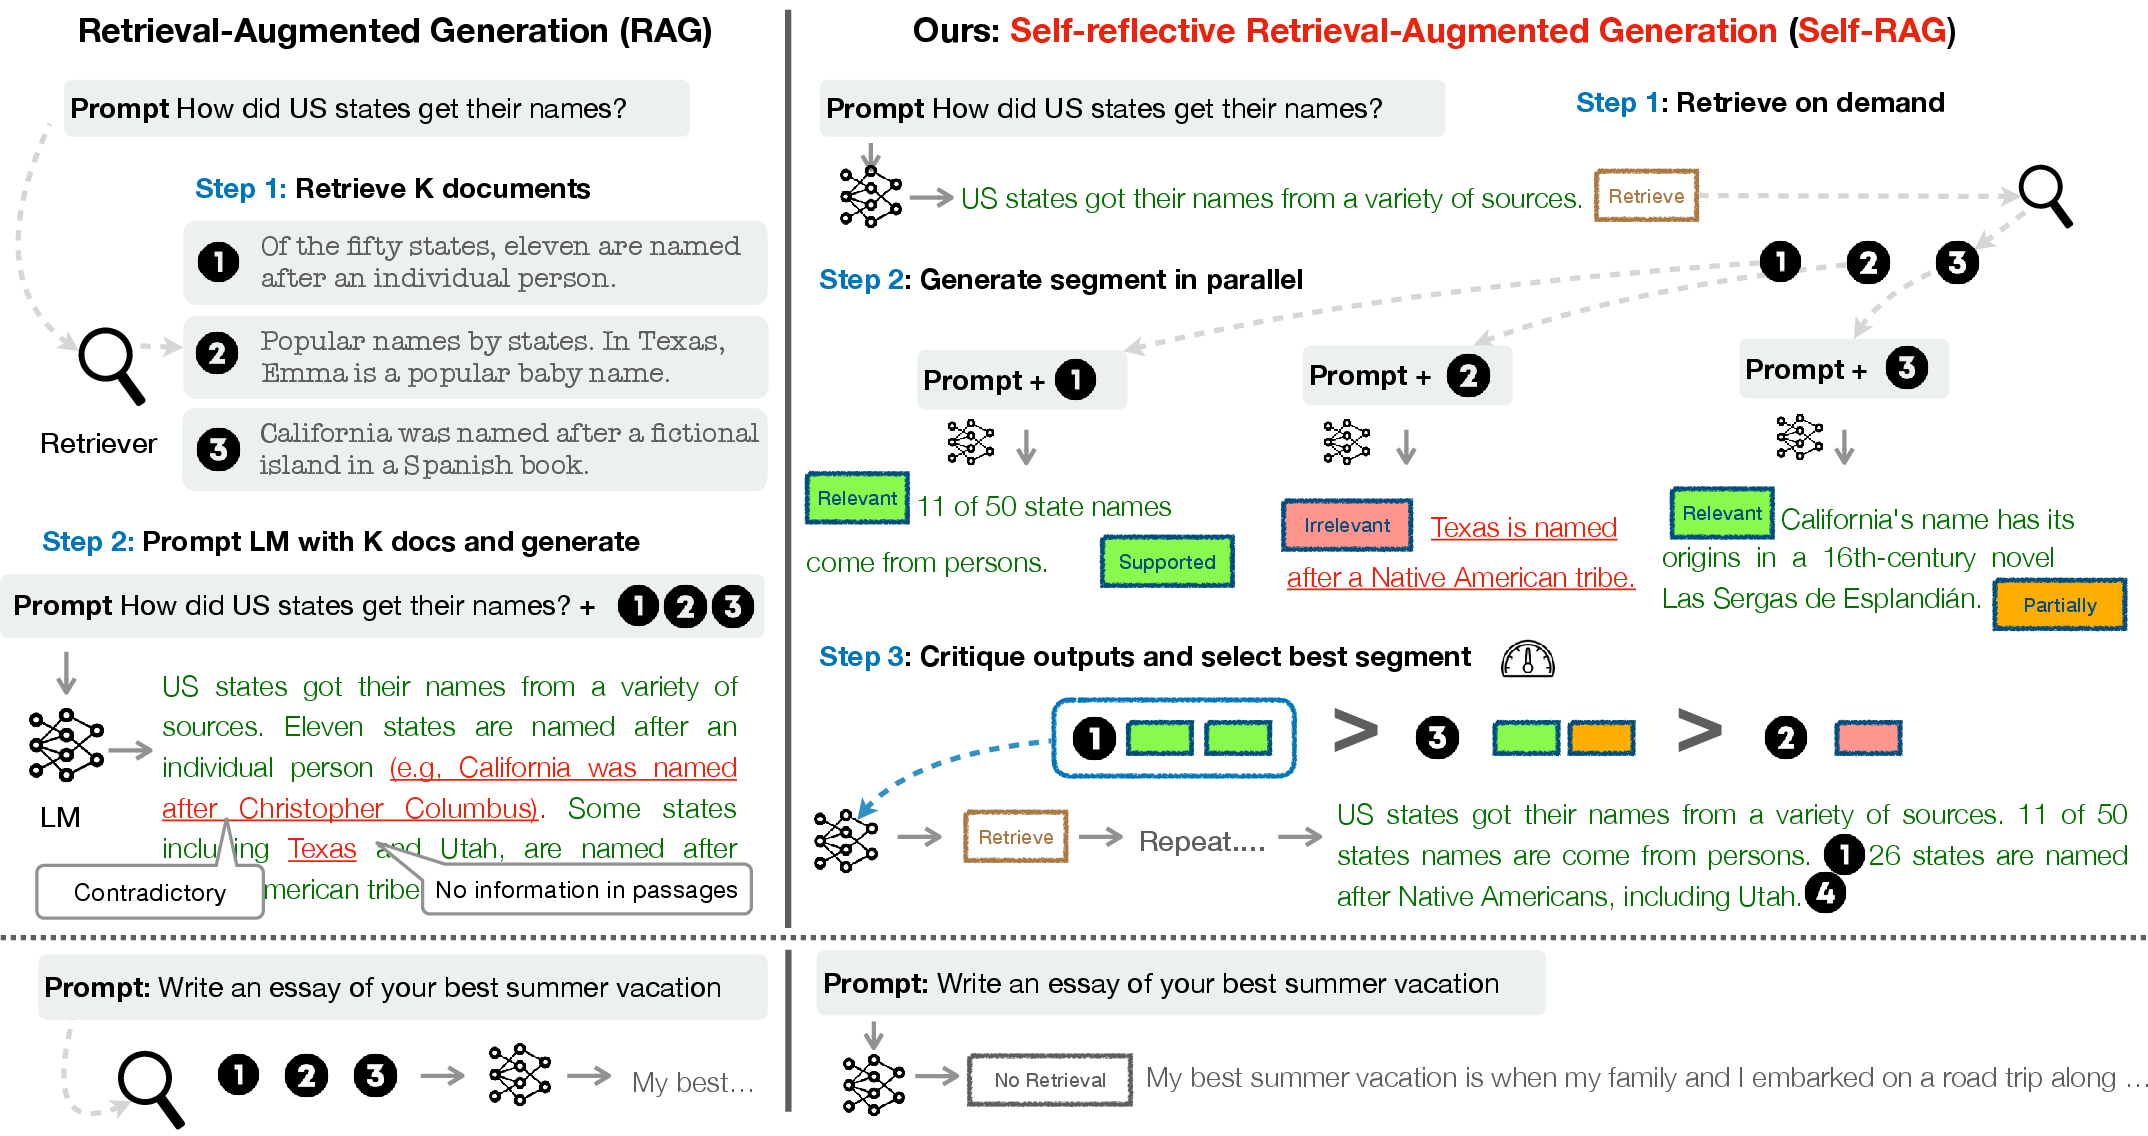 Retrieval-Augmented Generation (RAG)
Prompt How did US states get their names?
Step 1: Retrieve K documents
1 Of the fifty states, eleven are named
after an individual person.
2 Popular names by states. In Texas,
Emma is a popular baby name.
3 California was named after a fictional
island in a Spanish book.
Retriever
Step 2: Prompt LM with K docs and generate
Prompt How did US states get their names? + 1 2 3
US states got their names from a variety of
sources. Eleven states are named after an
individual person (e.g, California was named
after Christopher Columbus). Some states
including Texas and Utah, are named after
merican tribe
LM
Contradictory
No information in passages
Prompt: Write an essay of your best summer vacation
1 2 3
My best...
Ours: Self-reflective Retrieval-Augmented Generation (Self-RAG)
Prompt How did US states get their names?
Step 1: Retrieve on demand
US states got their names from a variety of sources. Retrieve
1 2 3
Step 2: Generate segment in parallel
Prompt + 1
Prompt + 2
Prompt + 3
Relevant 11 of 50 state names
come from persons. Supported
Irrelevant Texas is named
after a Native American tribe.
Relevant California's name has its
origins in a 16th-century novel
Las Sergas de Esplandián. Partially
Step 3: Critique outputs and select best segment
1 > 3 > 2
Retrieve
Repeat....
US states got their names from a variety of sources. 11 of 50
states names are come from persons. 1 26 states are named
after Native Americans, including Utah. 4
Prompt: Write an essay of your best summer vacation
No Retrieval
My best summer vacation is when my family and I embarked on a road trip along ...